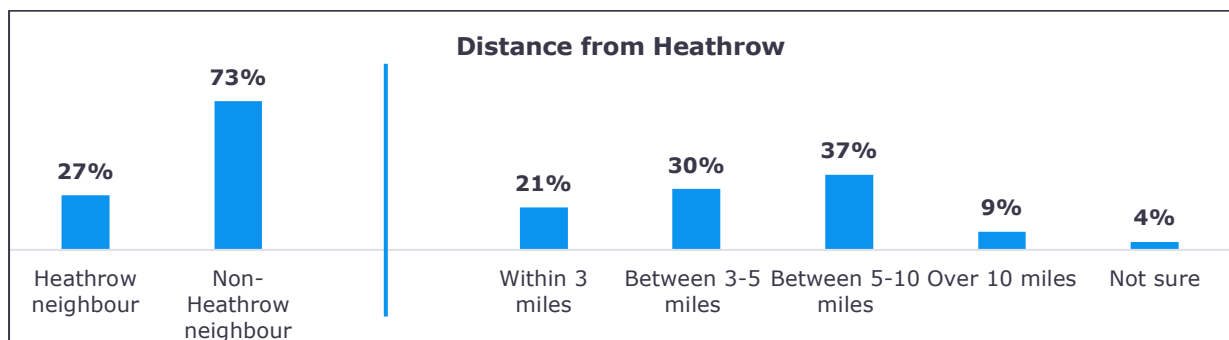 Distance from Heathrow
73%
27%
21%
30%
37%
9%
4%
Heathrow
neighbour
Non-
Heathrow
neighbour
Within 3
miles
Between 3-5
miles
Between 5-10
miles
Over 10 miles
Not sure